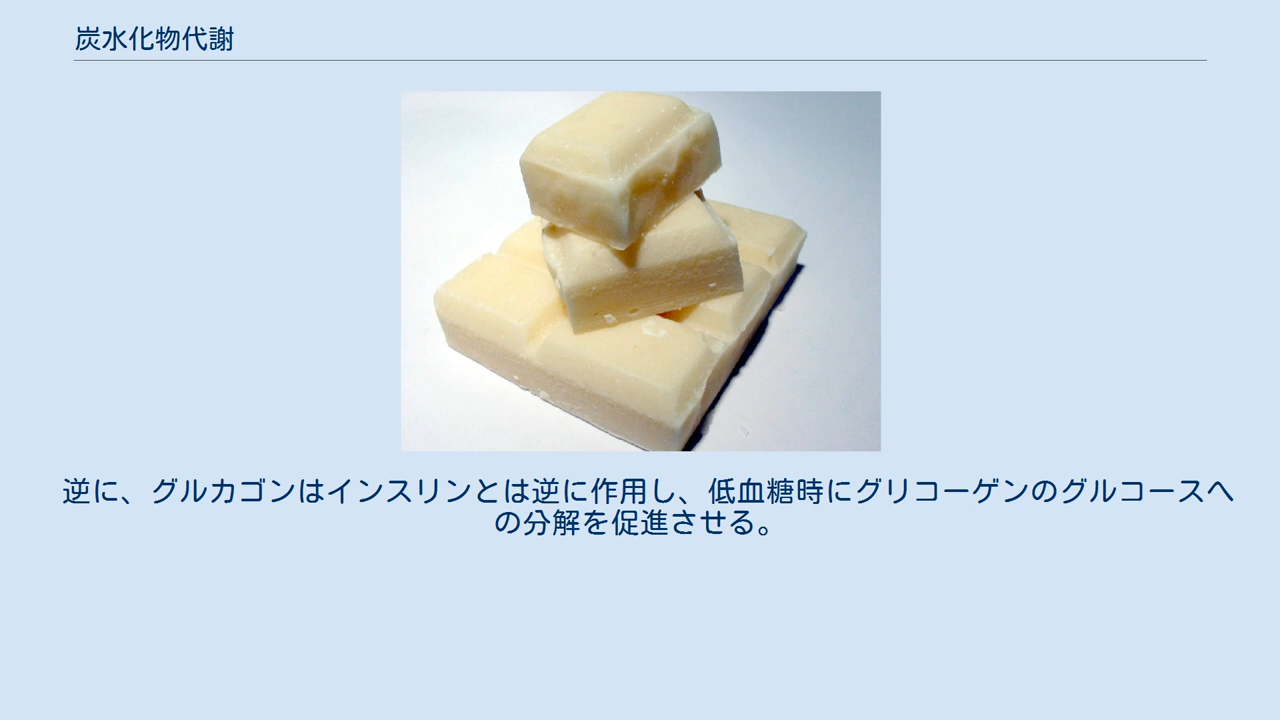 炭水化物代謝
逆に、グルカゴンはインスリンとは逆に作用し、低血糖時にグリコーゲンのグルコースへ
の分解を促進させる。